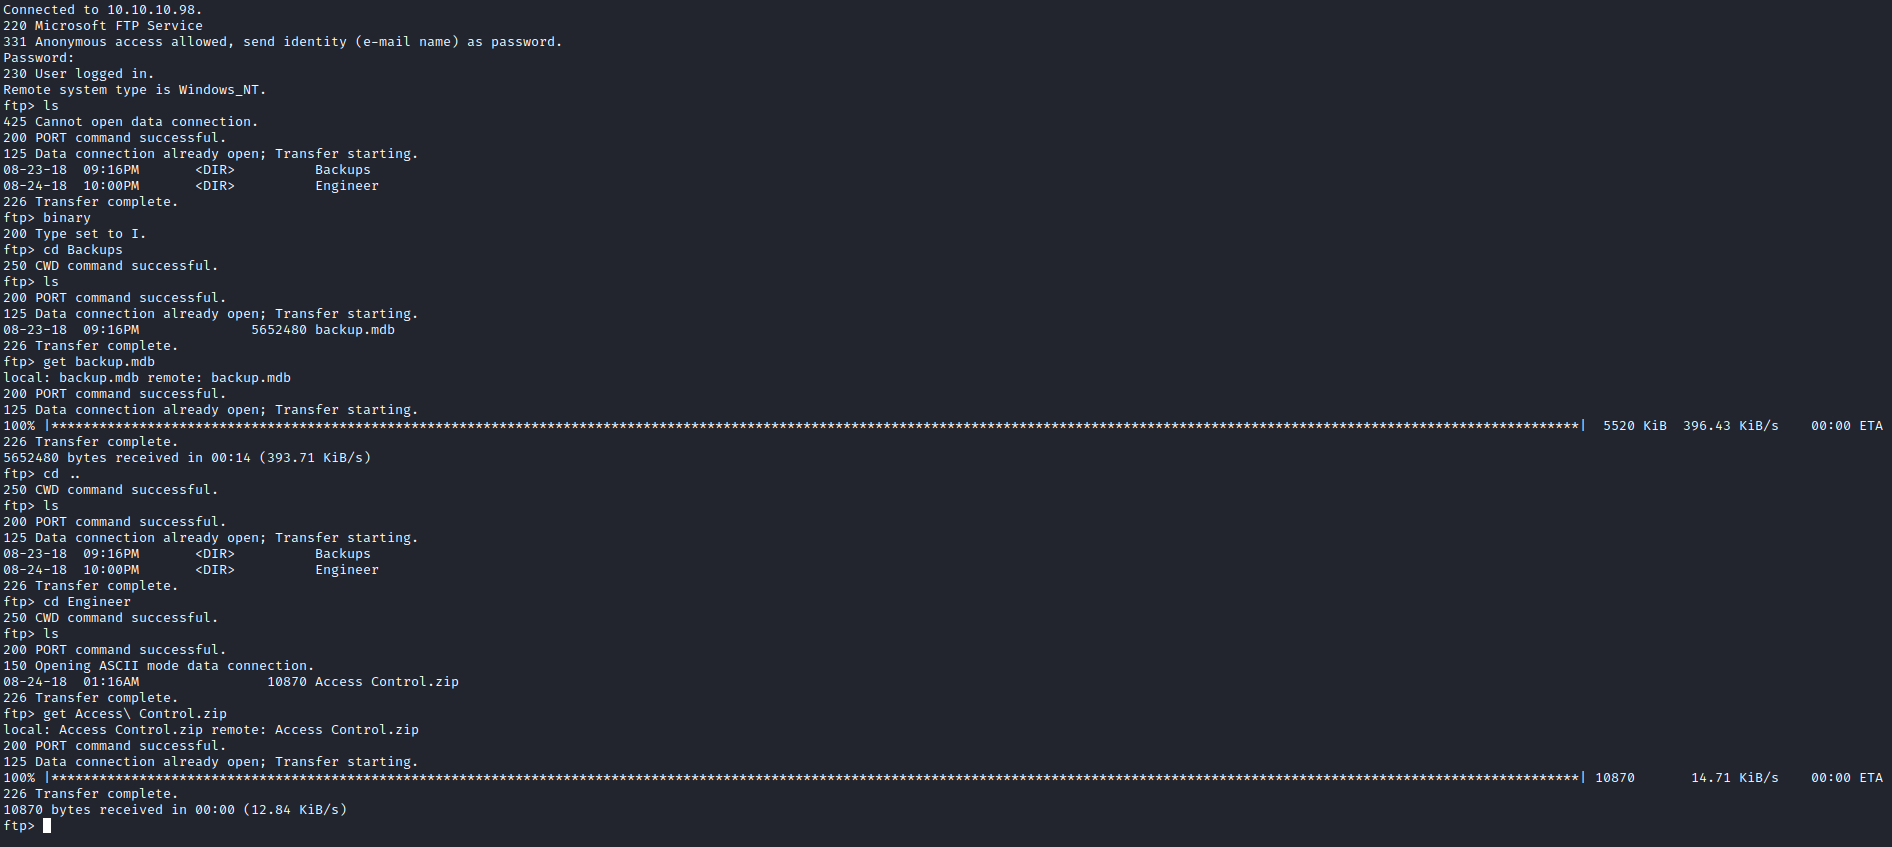 Connected to 10.10.10.98.
220 Microsoft FTP Service
331 Anonymous access allowed, send identity (e-mail name) as password.
Password:
230 User logged in.
Remote system type is Windows_NT.
ftp> ls
425 Cannot open data connection.
200 PORT command successful.
125 Data connection already open; Transfer starting.
08-23-18  09:16PM       <DIR>          Backups
08-24-18  10:00PM       <DIR>          Engineer
226 Transfer complete.
ftp> binary
200 Type set to I.
ftp> cd Backups
250 CWD command successful.
ftp> ls
200 PORT command successful.
125 Data connection already open; Transfer starting.
08-23-18  09:16PM              5652480 backup.mdb
226 Transfer complete.
ftp> get backup.mdb
local: backup.mdb remote: backup.mdb
200 PORT command successful.
125 Data connection already open; Transfer starting.
100% |***********************************************************************************************************************************************************************************************|  5520 KiB  396.43 KiB/s    00:00 ETA
226 Transfer complete.
5652480 bytes received in 00:14 (393.71 KiB/s)
ftp> cd ..
250 CWD command successful.
ftp> ls
200 PORT command successful.
125 Data connection already open; Transfer starting.
08-23-18  09:16PM       <DIR>          Backups
08-24-18  10:00PM       <DIR>          Engineer
226 Transfer complete.
ftp> cd Engineer
250 CWD command successful.
ftp> ls
200 PORT command successful.
150 Opening ASCII mode data connection.
08-24-18  01:16AM                10870 Access Control.zip
226 Transfer complete.
ftp> get Access\ Control.zip
local: Access Control.zip remote: Access Control.zip
200 PORT command successful.
125 Data connection already open; Transfer starting.
100% |***********************************************************************************************************************************************************************************************| 10870       14.71 KiB/s    00:00 ETA
226 Transfer complete.
10870 bytes received in 00:00 (12.84 KiB/s)
ftp>